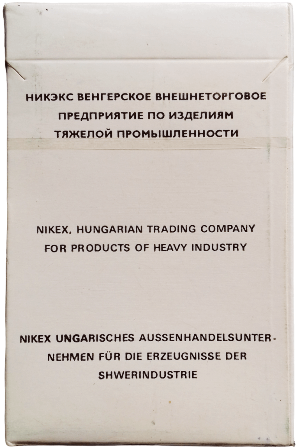 НИКЭКС ВЕНГЕРСКОЕ ВНЕШНЕТОРГОВОЕ
ПРЕДПРИЯТИЕ ПО ИЗДЕЛИЯМ
ТЯЖЕЛОЙ ПРОМЫШЛЕННОСТИ
NIKEX, HUNGARIAN TRADING COMPANY
FOR PRODUCTS OF HEAVY INDUSTRY
NIKEX UNGARISCHES AUSSENHANDELSUNTER-
NEHMEN FÜR DIE ERZEUGNISSE DER
SHWERINDUSTRIE